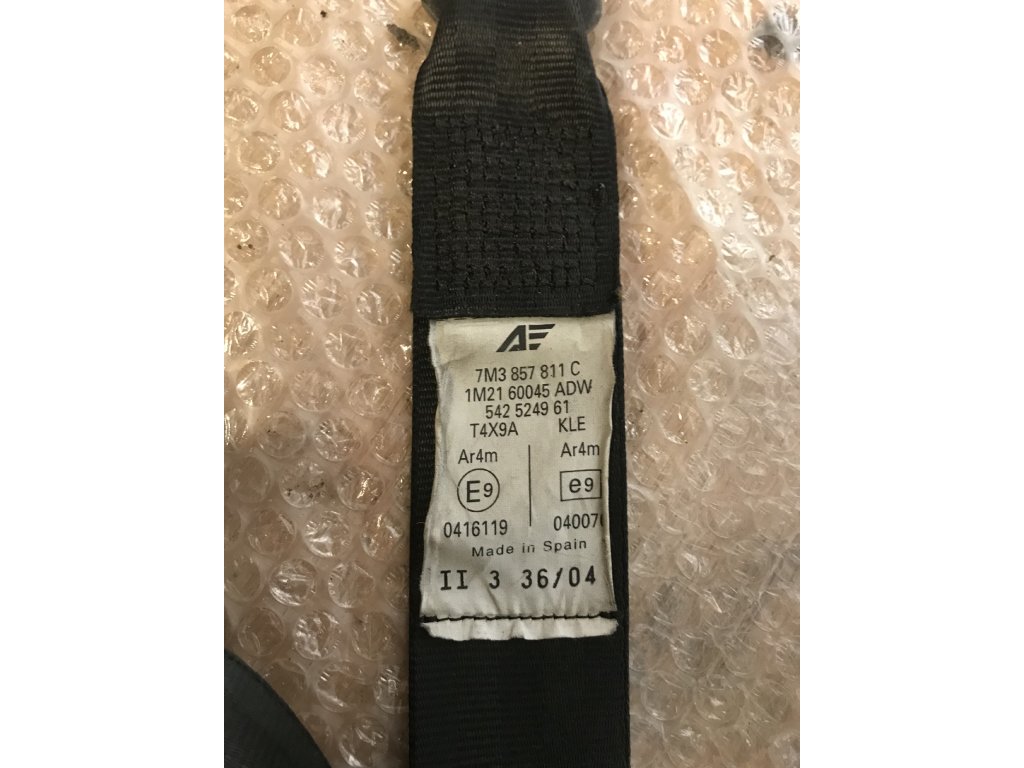 7M3 857 811 C
1M21 60045 ADW
542 5249 61
T4X9A KLE
Ar4m Ar4m
E9 e9
0416119 04007
Made in Spain
II 3 36/04